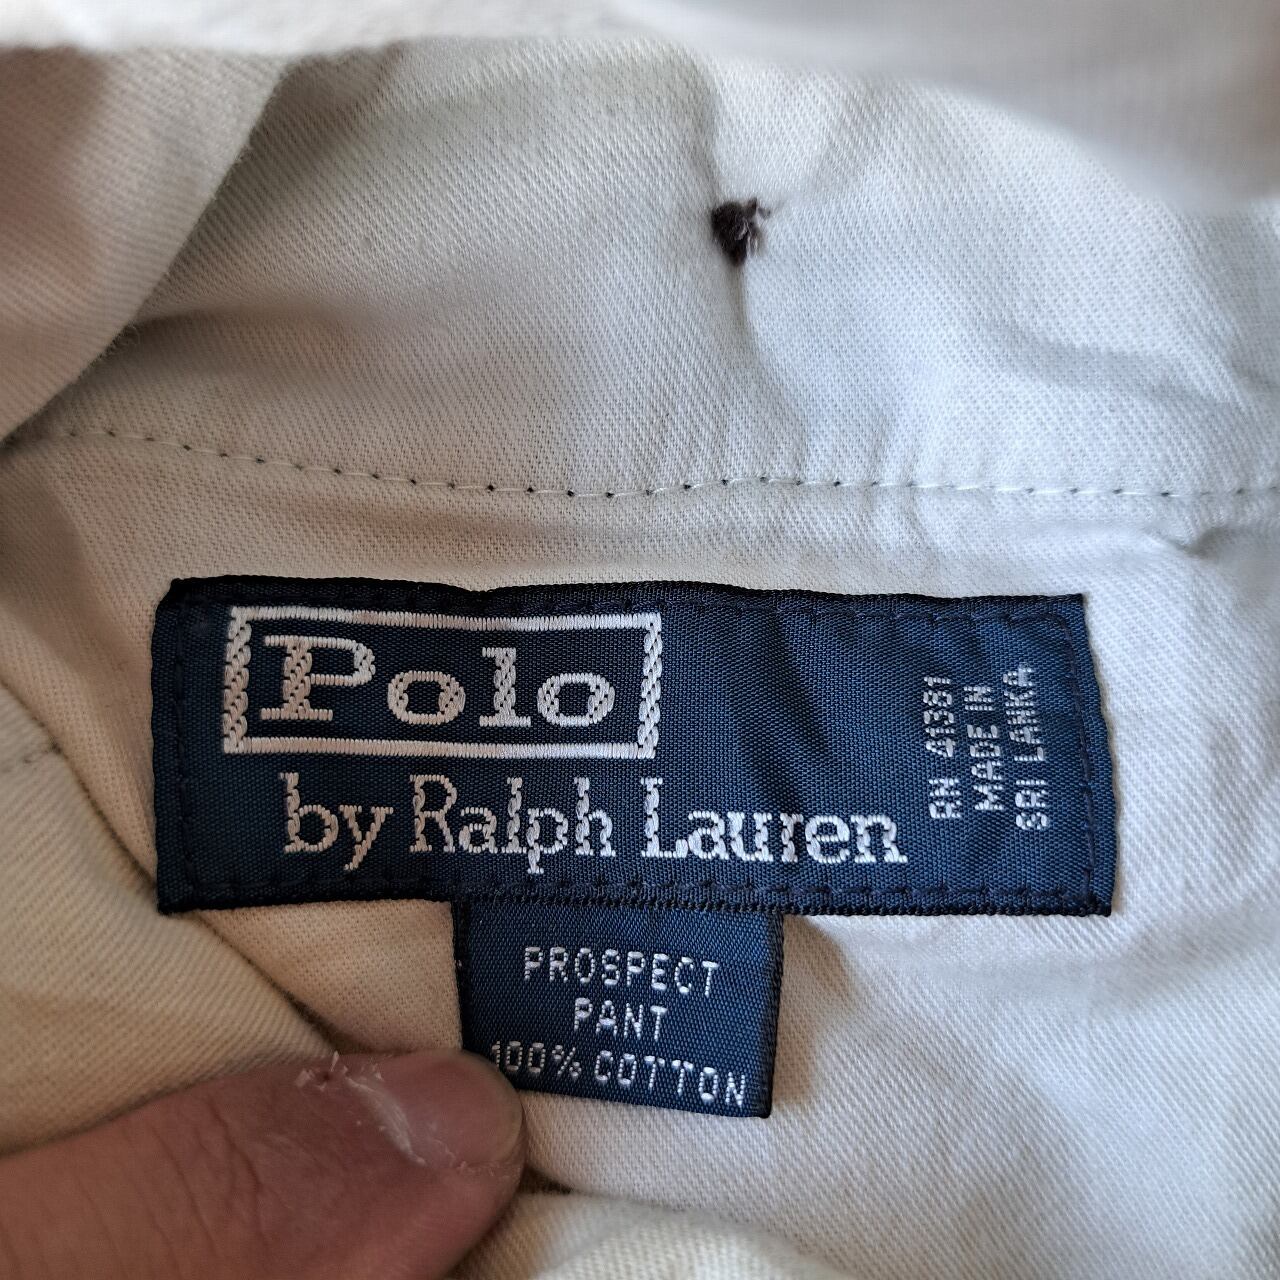 Polo
by Ralph Lauren
RN 41381
MADE IN
SRI LANKA
PROSPECT
PANT
100% COTTON